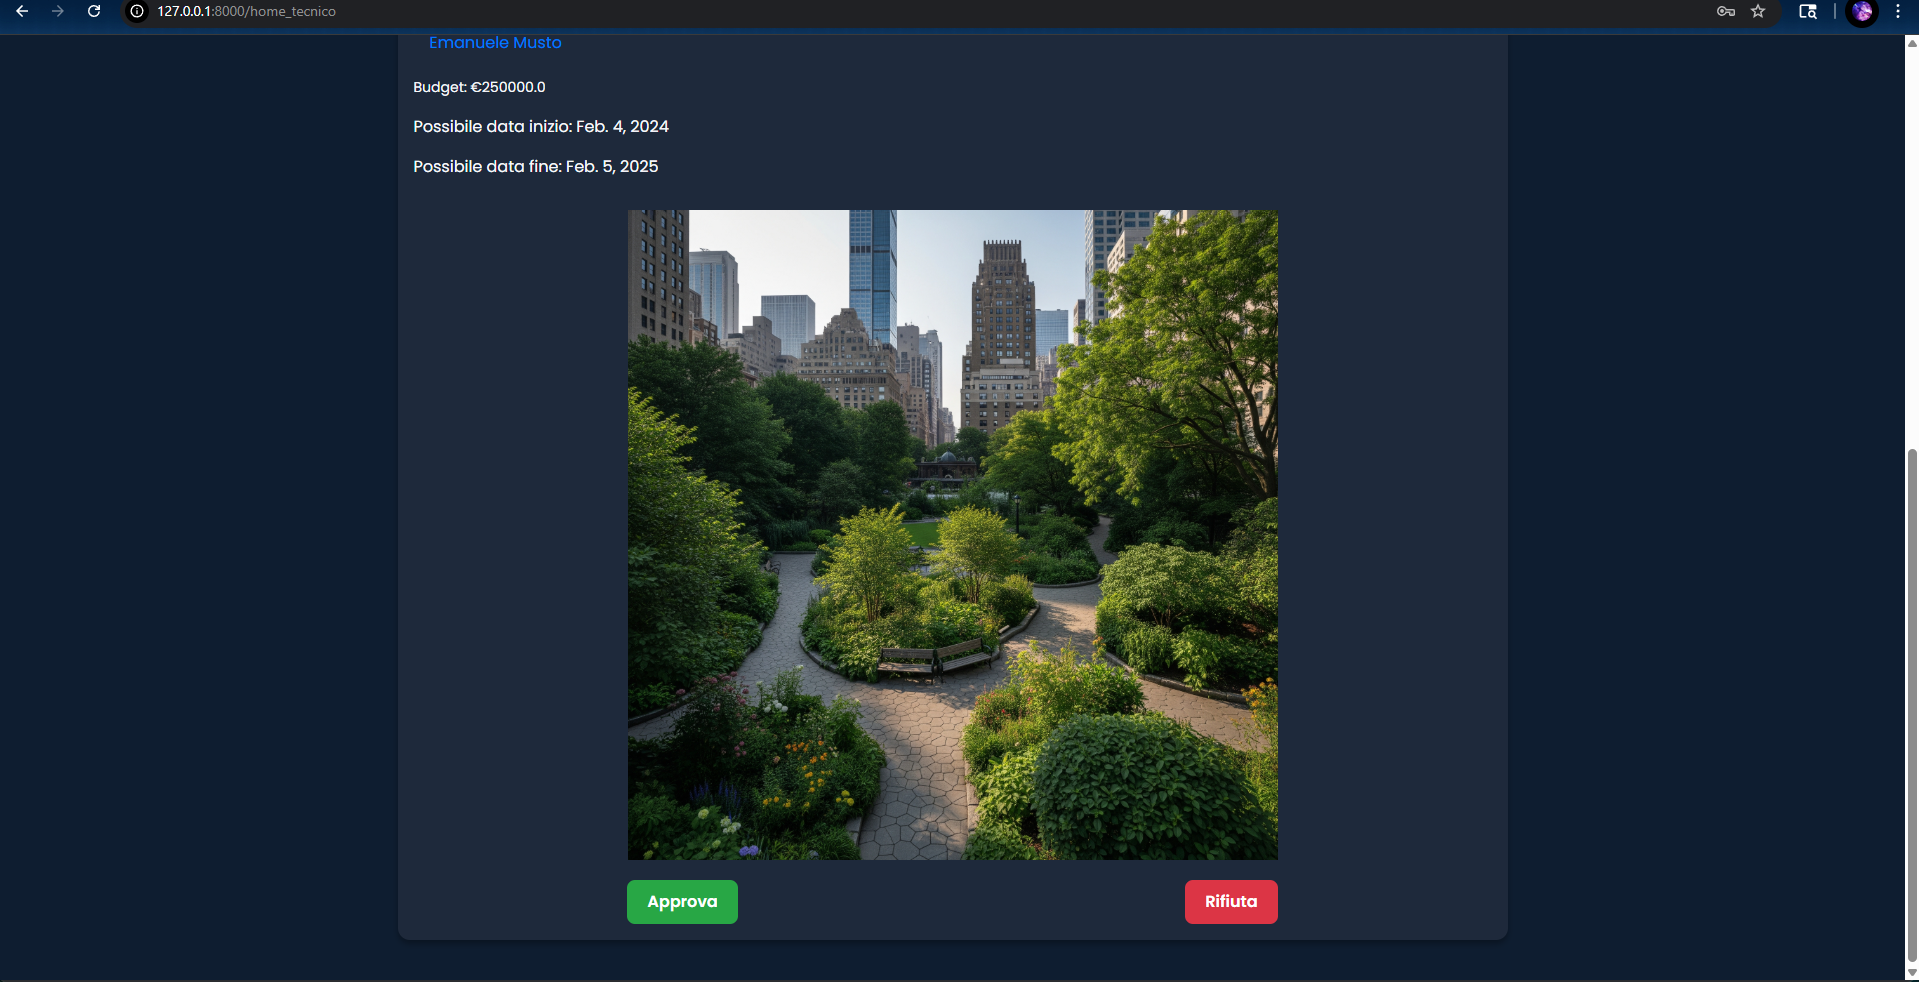 127.0.0.1:8000/home_tecnico
Emanuele Musto
Budget: €250000.0
Possibile data inizio: Feb. 4, 2024
Possibile data fine: Feb. 5, 2025
Approva
Rifiuta